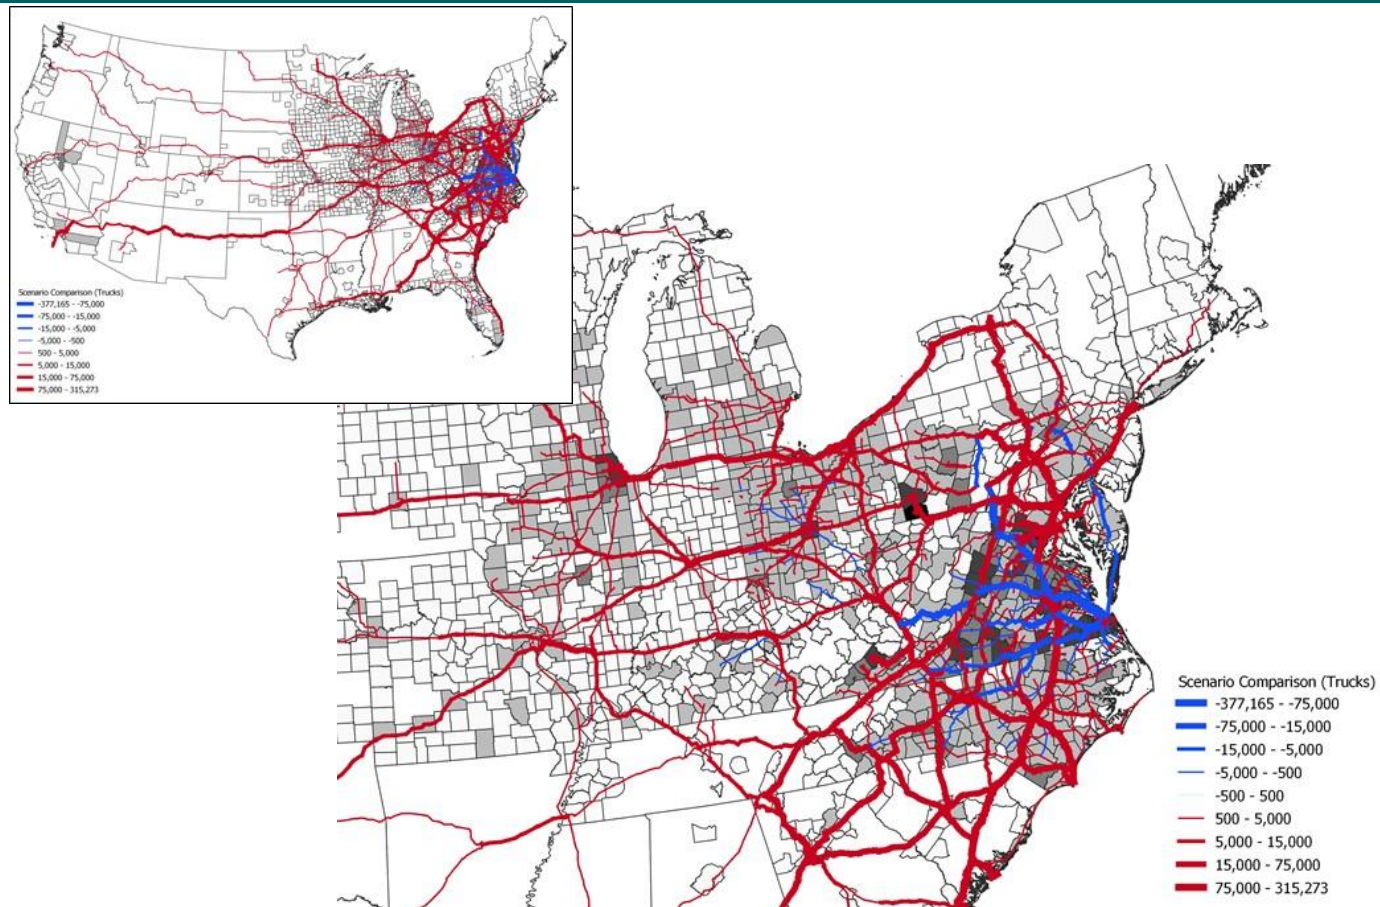 Scenario Comparison (Trucks)
-377,165 - -75,000
-75,000 - -15,000
-15,000 - -5,000
-5,000 - -500
500 - 5,000
5,000 - 15,000
15,000 - 75,000
75,000 - 315,273
Scenario Comparison (Trucks)
-377,165 - -75,000
-75,000 - -15,000
-15,000 - -5,000
-5,000 - -500
-500 - 500
500 - 5,000
5,000 - 15,000
15,000 - 75,000
75,000 - 315,273